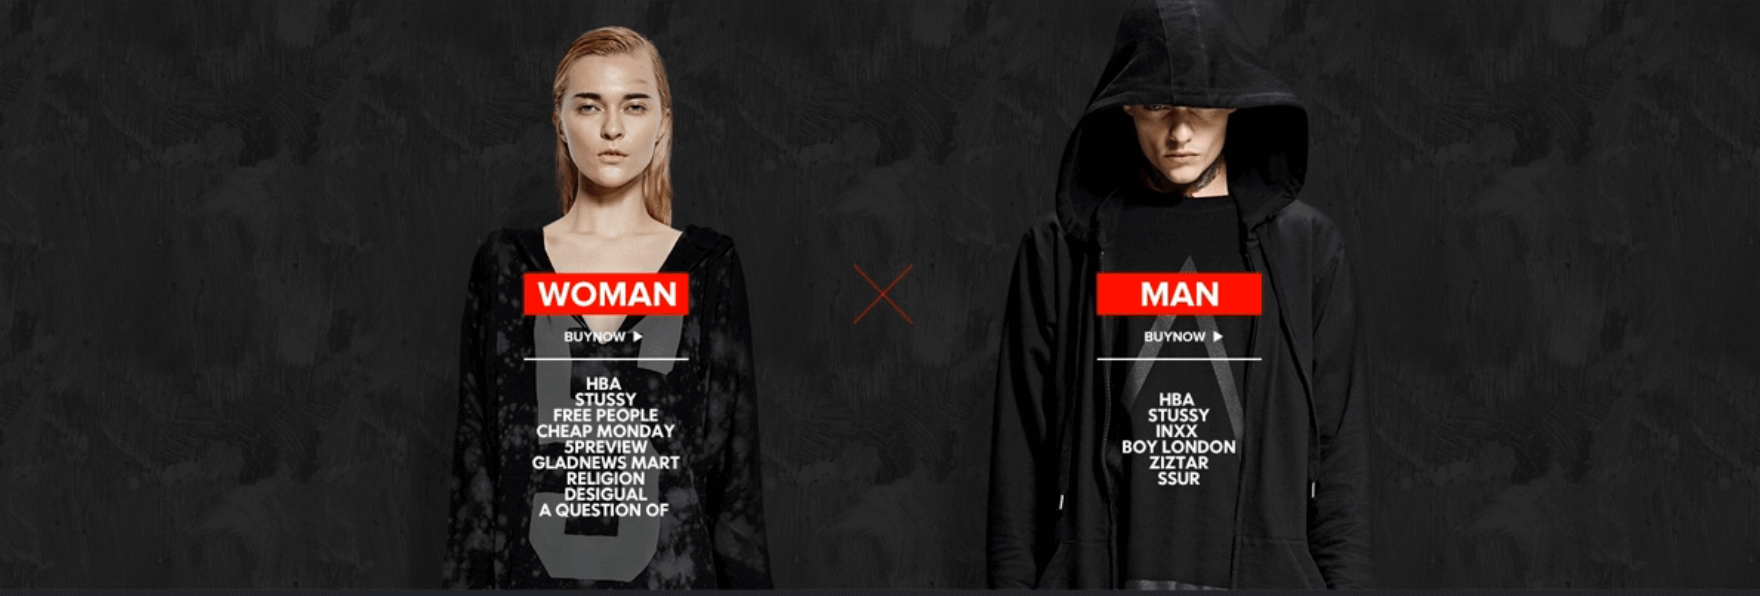 WOMAN
BUYNOW
HBA
STUSSY
FREE PEOPLE
CHEAP MONDAY
5PREVIEW
GLADNEWS MART
RELIGION
DESIGUAL
A QUESTION OF
MAN
BUYNOW
HBA
STUSSY
INXX
BOY LONDON
ZIZTAR
SSUR